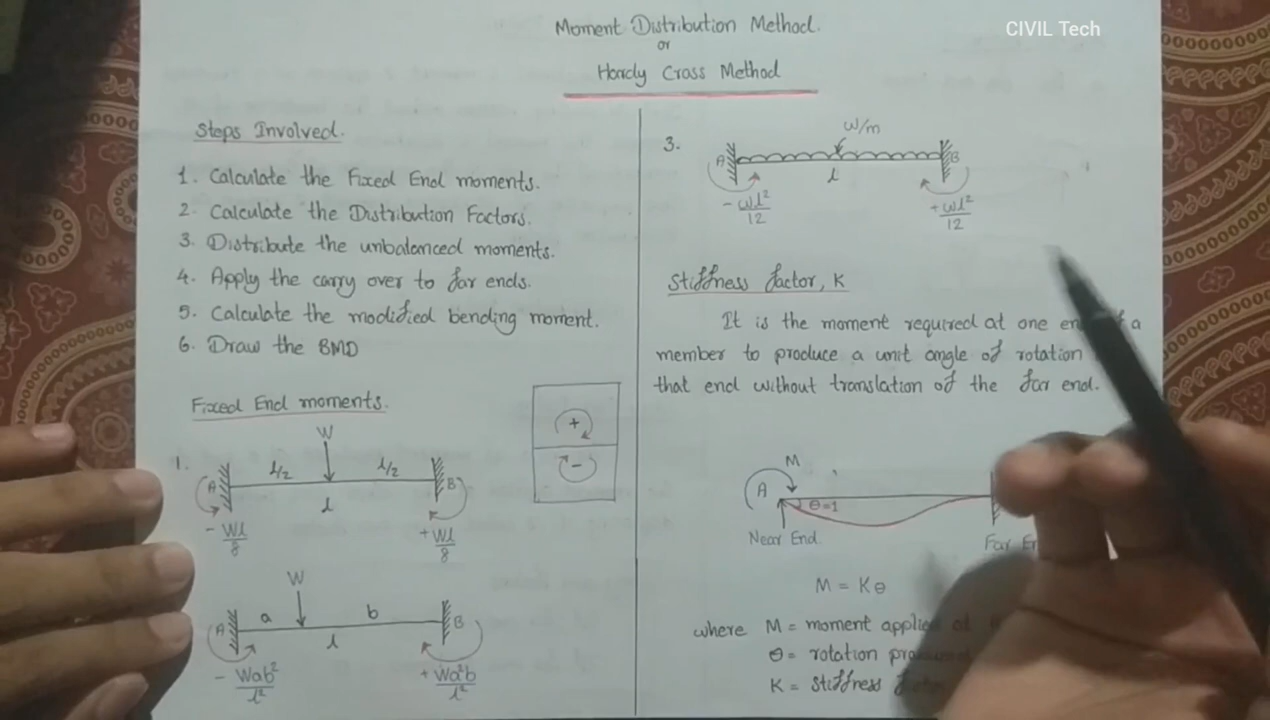 CIVIL Tech
Moment Distribution Method.
or
Hardy Cross Method
Steps Involved.
1. Calculate the Fixed End moments.
2. Calculate the Distribution Factors.
3. Distribute the unbalanced moments.
4. Apply the carry over to far ends.
5. Calculate the modified bending moment.
6. Draw the BMD
Fixed End moments.
+
-
1.
W
l/2 l/2
A B
l
- Wl/8 + Wl/8
W
a b
A B
l
- Wab²/l² + Wa²b/l²
3.
w/m
A B
l
- wl²/12 + wl²/12
Stiffness factor, K
It is the moment required at one a
member to produce a unit angle of rotation
that end without translation of the far end.
M
A θ=1
Near End Far
M = Kθ
where M = moment applied
θ = rotation
K = Stiffness